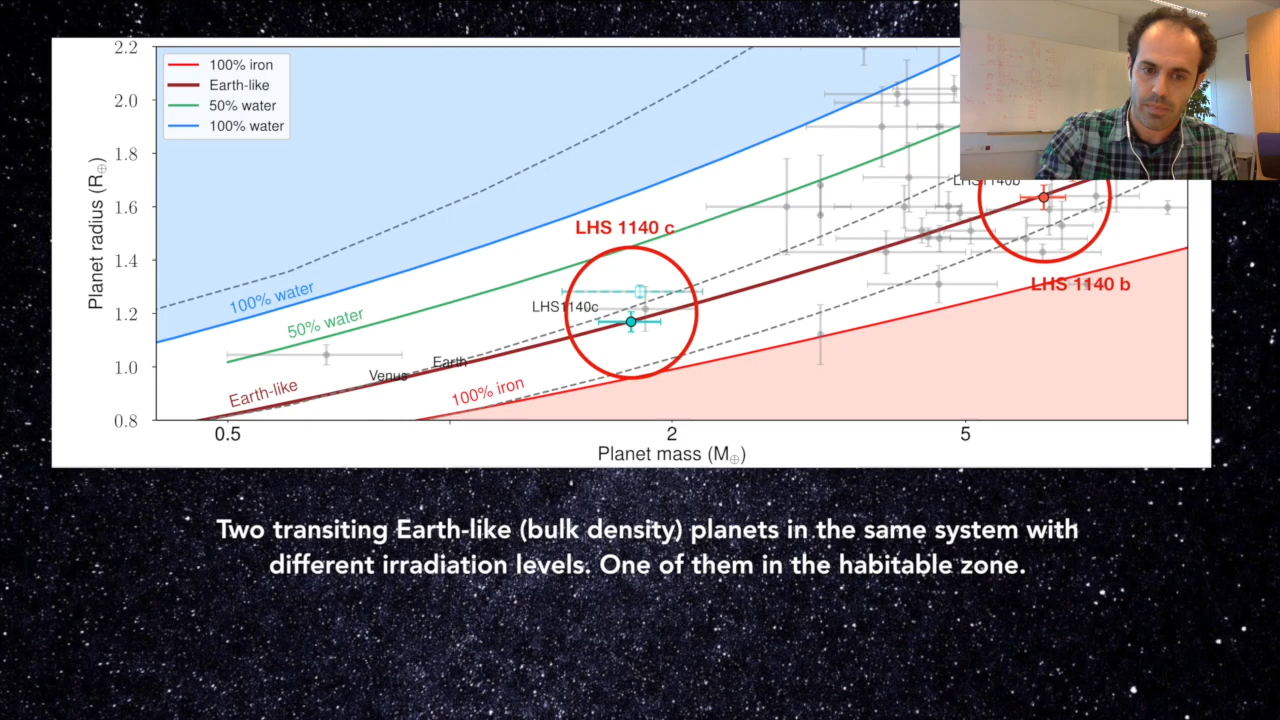 2.2
2.0
1.8
1.6
1.4
1.2
1.0
0.8
Planet radius (R⊕)
100% iron
Earth-like
50% water
100% water
100% water
50% water
Earth-like
100% iron
Venus
Earth
LHS 1140 c
LHS1140c
LHS1140b
LHS 1140 b
0.5
2
5
Planet mass (M⊕)
Two transiting Earth-like (bulk density) planets in the same system with
different irradiation levels. One of them in the habitable zone.